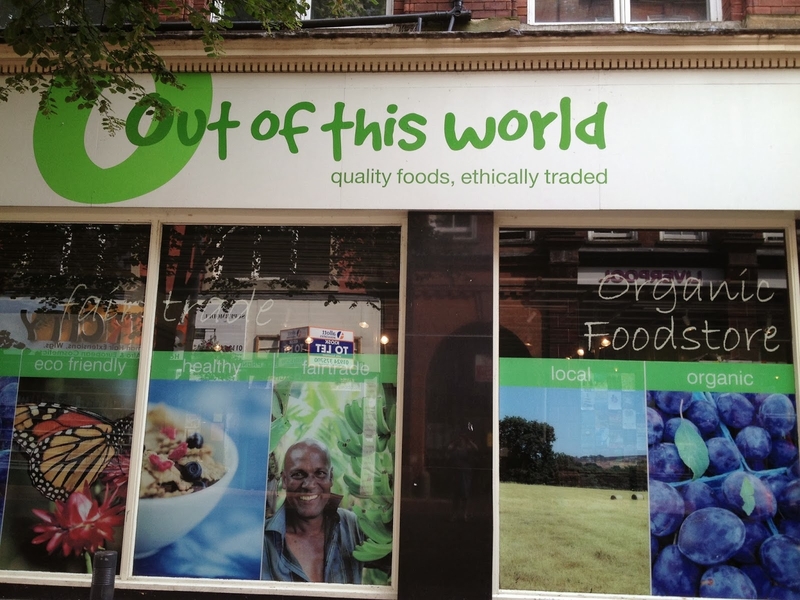 Out of this world
quality foods, ethically traded
fair trade
TO LET
eco friendly
healthy
fairtrade
Organic
Foodstore
local
organic